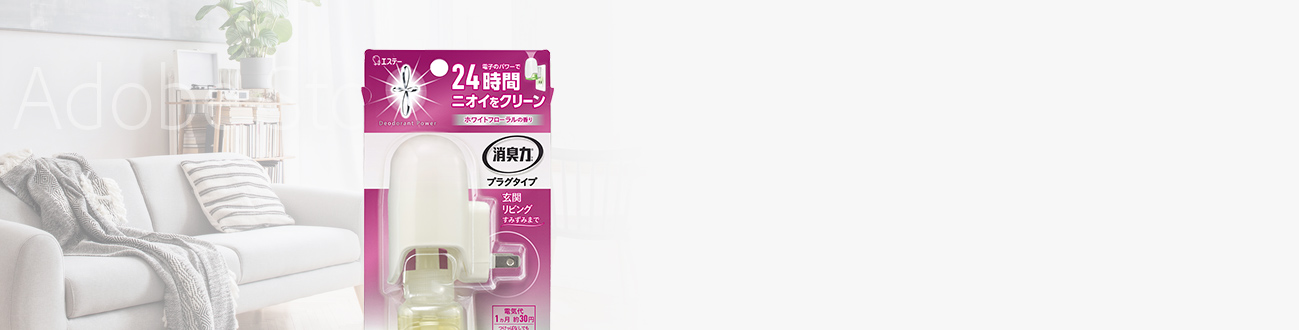 Adobe Sto
エステー
電子のパワーで
24時間
ニオイをクリーン
Deodorant Power
ホワイトフローラルの香り
消臭力
プラグタイプ
玄関
リビング
すみずみまで
電気代
1ヵ月 約30円